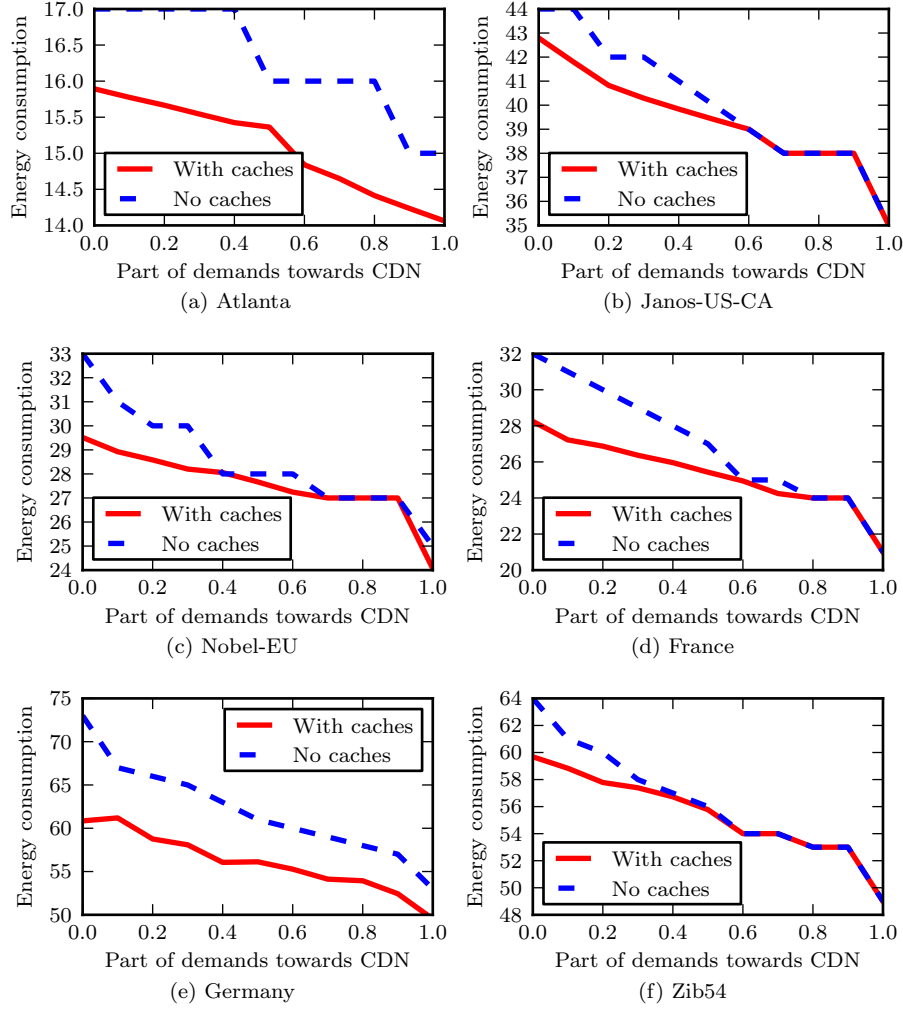 17.0
16.5
16.0
15.5
15.0
14.5
14.0
Energy consumption
With caches
No caches
0.0 0.2 0.4 0.6 0.8 1.0
Part of demands towards CDN
(a) Atlanta
44
43
42
41
40
39
38
37
36
35
Energy consumption
With caches
No caches
0.0 0.2 0.4 0.6 0.8 1.0
Part of demands towards CDN
(b) Janos-US-CA
33
32
31
30
29
28
27
26
25
24
Energy consumption
With caches
No caches
0.0 0.2 0.4 0.6 0.8 1.0
Part of demands towards CDN
(c) Nobel-EU
32
30
28
26
24
22
20
Energy consumption
With caches
No caches
0.0 0.2 0.4 0.6 0.8 1.0
Part of demands towards CDN
(d) France
75
70
65
60
55
50
Energy consumption
With caches
No caches
0.0 0.2 0.4 0.6 0.8 1.0
Part of demands towards CDN
(e) Germany
64
62
60
58
56
54
52
50
48
Energy consumption
With caches
No caches
0.0 0.2 0.4 0.6 0.8 1.0
Part of demands towards CDN
(f) Zib54